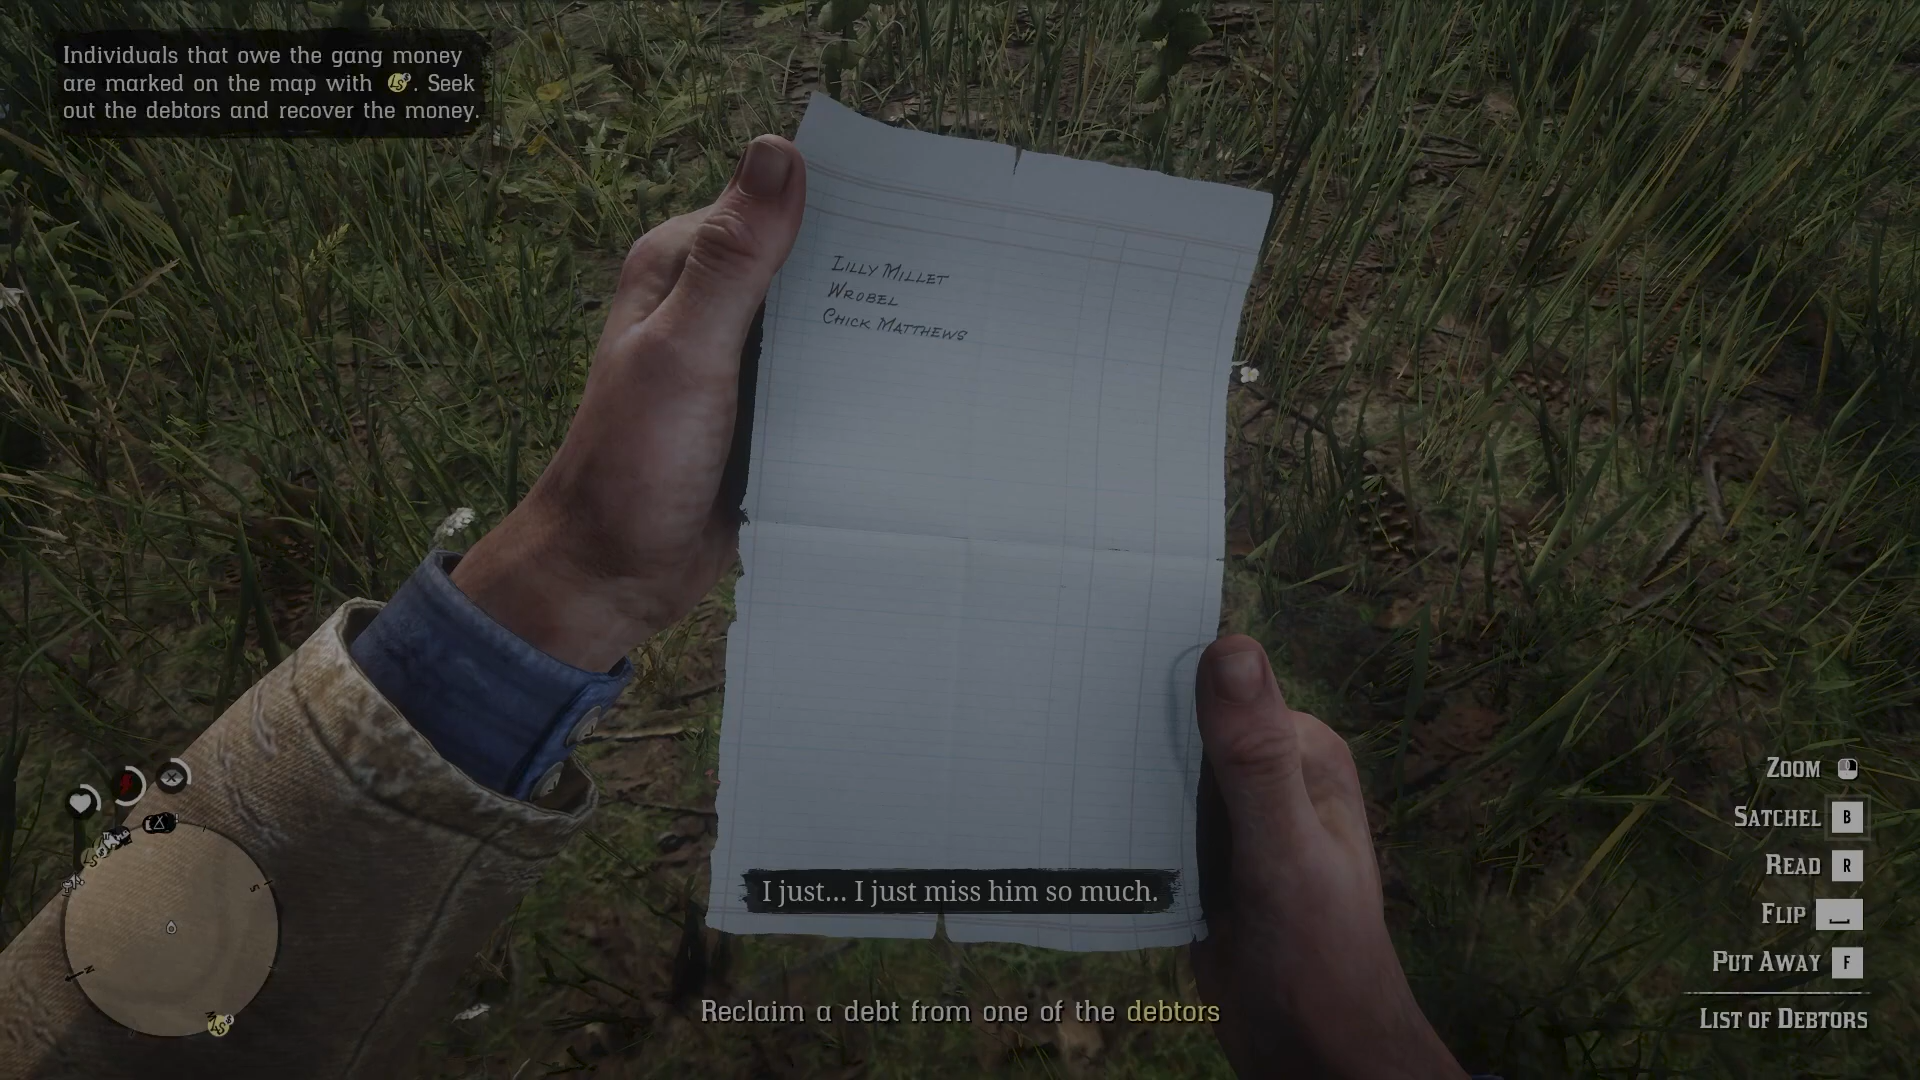 Individuals that owe the gang money
are marked on the map with LS$. Seek
out the debtors and recover the money.
LILLY MILLET
WROBEL
CHICK MATTHEWS
I just... I just miss him so much.
Reclaim a debt from one of the debtors
ZOOM
SATCHEL B
READ R
FLIP
PUT AWAY F
LIST OF DEBTORS
S
N
W
LS$